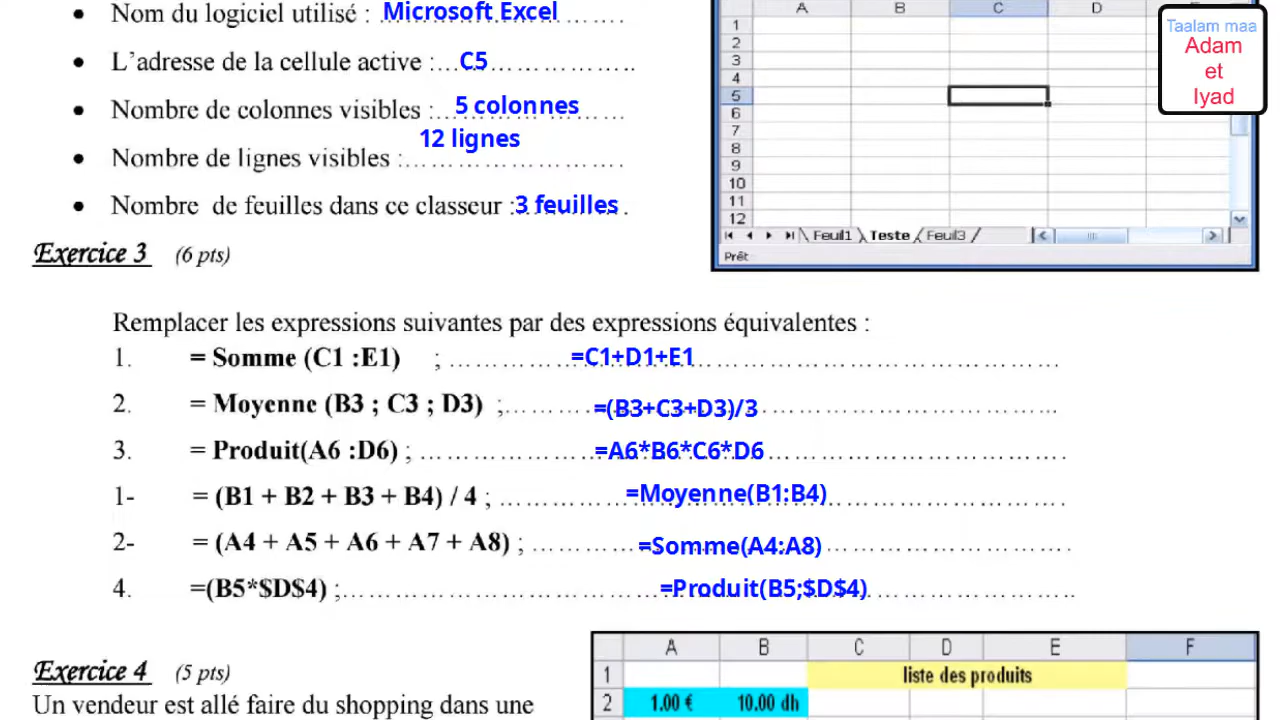 • Nom du logiciel utilisé : Microsoft Excel
• L'adresse de la cellule active :…C5……………..
• Nombre de colonnes visibles :…5 colonnes……
• Nombre de lignes visibles :12 lignes…………………….
• Nombre de feuilles dans ce classeur :3 feuilles.
A B C D
1
2
3
4
5
6
7
8
9
10
11
12
Feuil1 Teste Feuil3
Prêt
Taalam maa
Adam
et
Iyad
Exercice 3 (6 pts)
Remplacer les expressions suivantes par des expressions équivalentes :
1. = Somme (C1 :E1) ; =C1+D1+E1
2. = Moyenne (B3 ; C3 ; D3) ; =(B3+C3+D3)/3
3. = Produit(A6 :D6) ; =A6*B6*C6*D6
1- = (B1 + B2 + B3 + B4) / 4 ; =Moyenne(B1:B4)
2- = (A4 + A5 + A6 + A7 + A8) ; =Somme(A4:A8)
4. =(B5*$D$4) ; =Produit(B5;$D$4)
Exercice 4 (5 pts)
Un vendeur est allé faire du shopping dans une
A B C D E F
1 liste des produits
2 1.00 € 10.00 dh